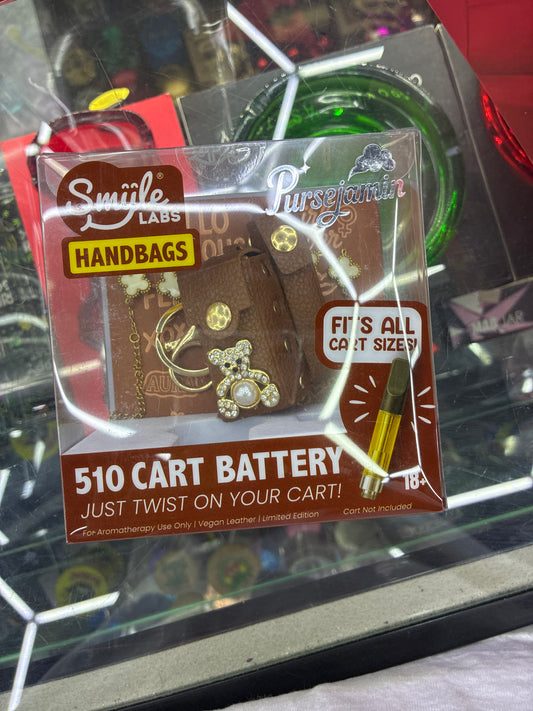 Smyle®
LABS
HANDBAGS
Pursejamin
FITS ALL
CART SIZES!
510 CART BATTERY
JUST TWIST ON YOUR CART!
18+
For Aromatherapy Use Only | Vegan Leather | Limited Edition
Cart Not Included